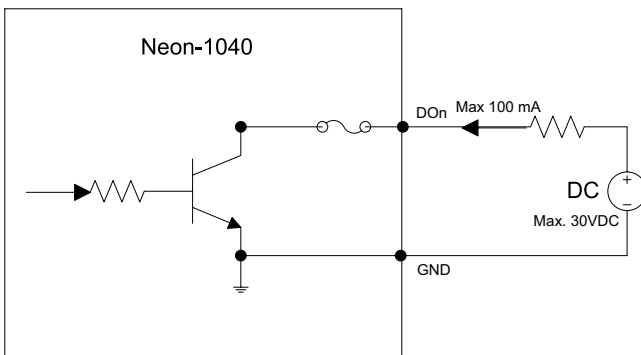 Neon-1040
DOn
Max 100 mA
DC
+
−
Max. 30VDC
GND